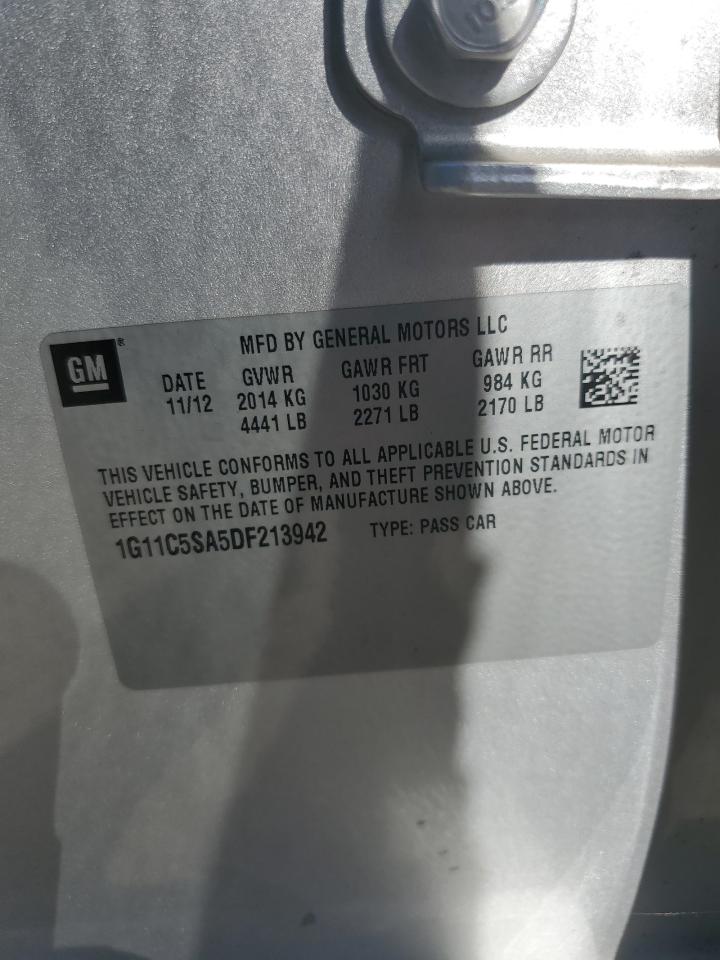 10
MFD BY GENERAL MOTORS LLC
GM®
DATE GVWR GAWR FRT GAWR RR
11/12 2014 KG 1030 KG 984 KG
4441 LB 2271 LB 2170 LB
THIS VEHICLE CONFORMS TO ALL APPLICABLE U.S. FEDERAL MOTOR
VEHICLE SAFETY, BUMPER, AND THEFT PREVENTION STANDARDS IN
EFFECT ON THE DATE OF MANUFACTURE SHOWN ABOVE.
1G11C5SA5DF213942 TYPE: PASS CAR